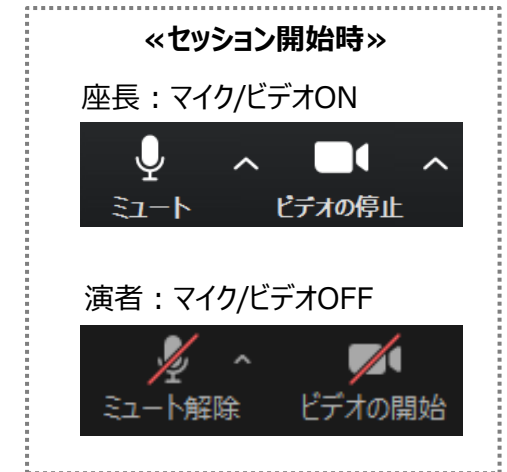 ≪セッション開始時≫
座長：マイク/ビデオON
ミュート ビデオの停止
演者：マイク/ビデオOFF
ミュート解除 ビデオの開始